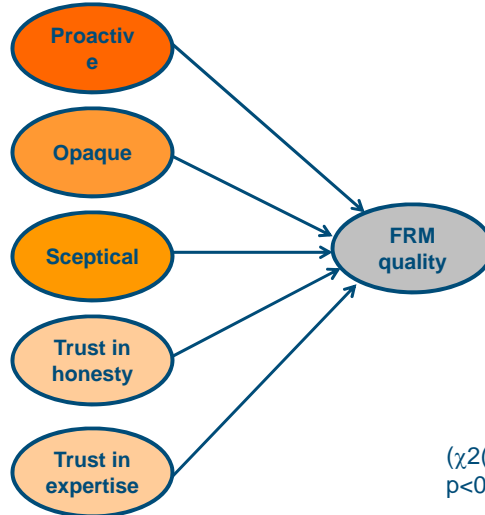 Proactiv
e
Opaque
Sceptical
Trust in
honesty
Trust in
expertise
FRM
quality
(χ2(
p<0